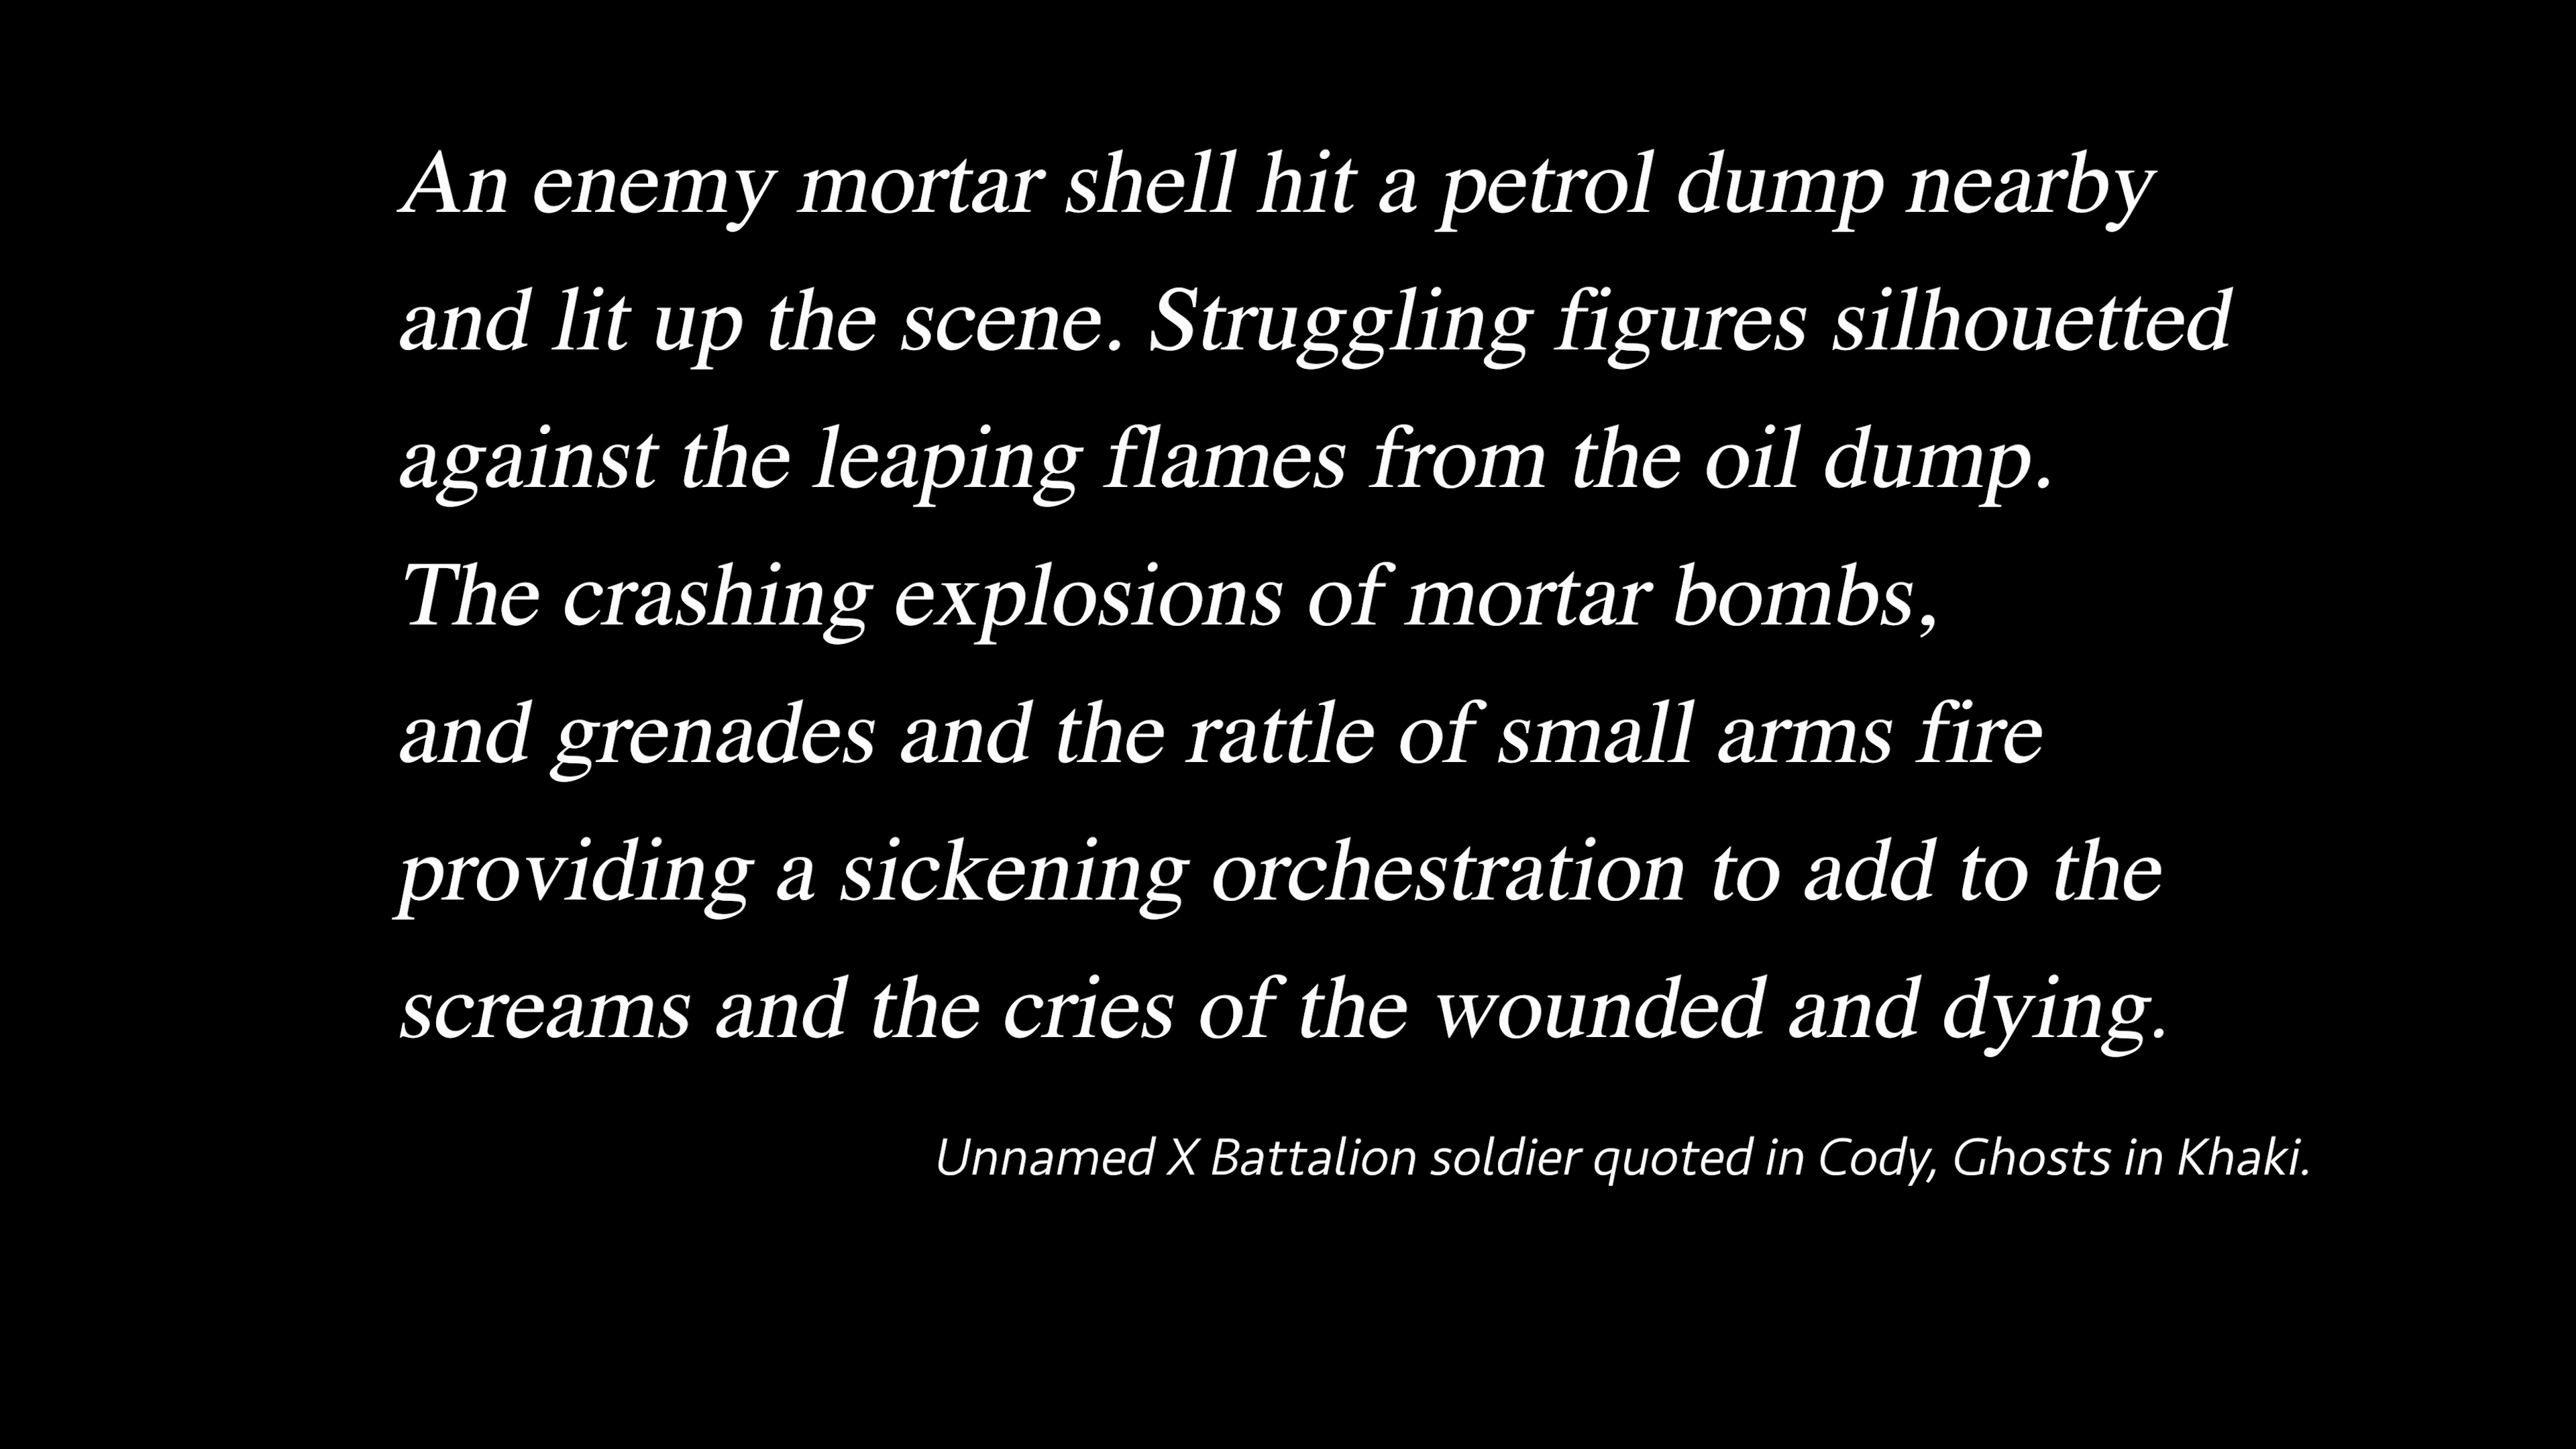 An enemy mortar shell hit a petrol dump nearby
and lit up the scene. Struggling figures silhouetted
against the leaping flames from the oil dump.
The crashing explosions of mortar bombs,
and grenades and the rattle of small arms fire
providing a sickening orchestration to add to the
screams and the cries of the wounded and dying.
Unnamed X Battalion soldier quoted in Cody, Ghosts in Khaki.